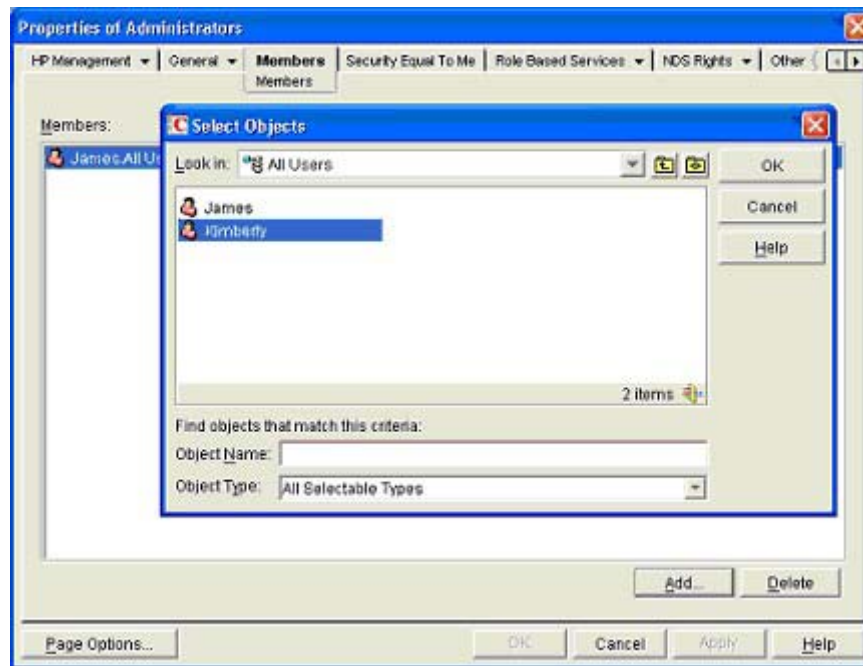 Properties of Administrators
HP Management General Members Security Equal To Me Role Based Services NDS Rights Other
Members
Members:
James.All Us
Select Objects
Look in: All Users
OK
James
Cancel
Kimberly
Help
2 items
Find objects that match this criteria:
Object Name:
Object Type: All Selectable Types
Add... Delete
Page Options... OK Cancel Apply Help